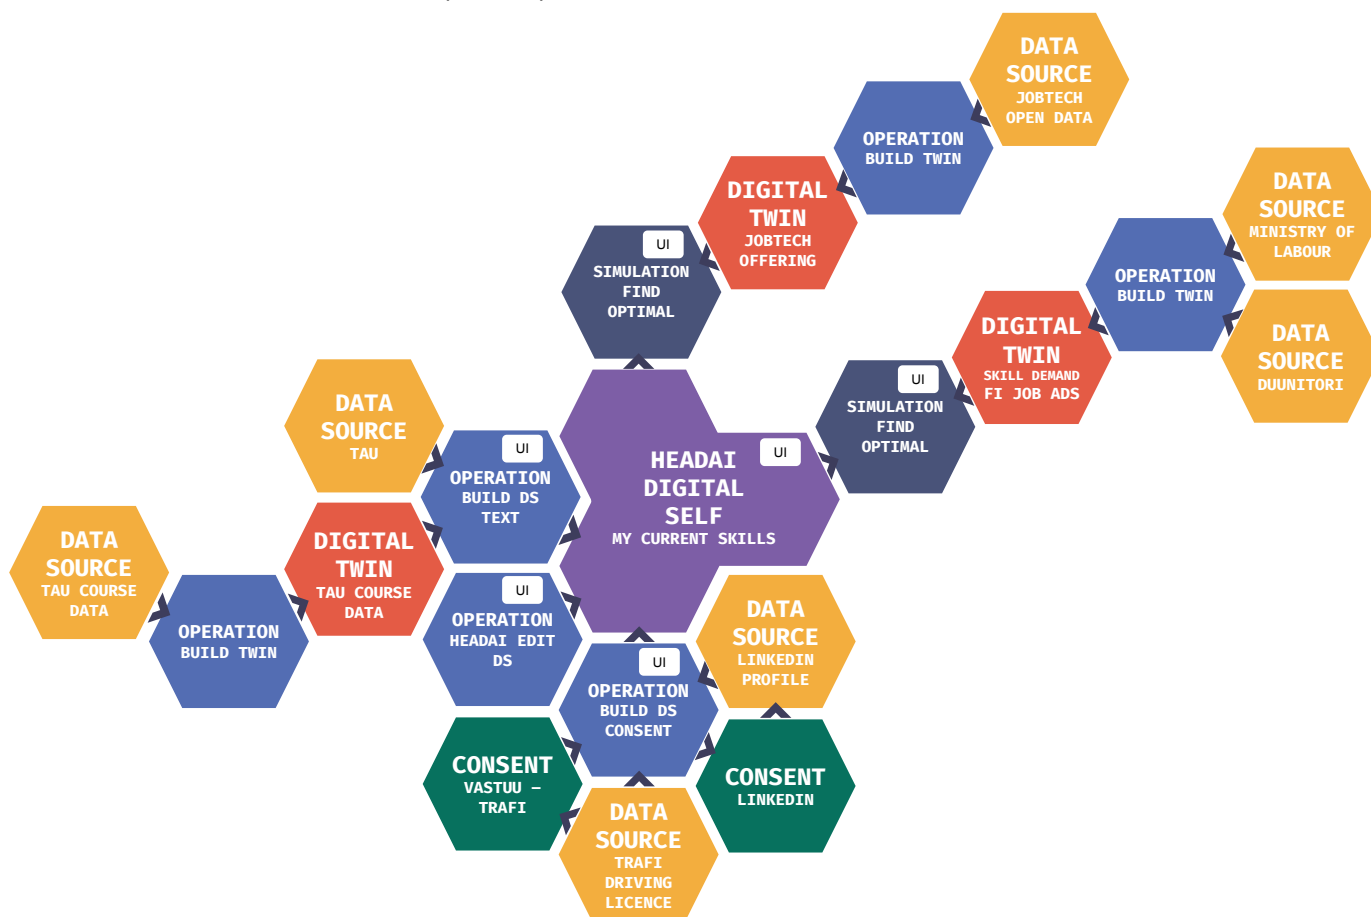 DATA
SOURCE
JOBTECH
OPEN DATA
OPERATION
BUILD TWIN
DIGITAL
TWIN
JOBTECH
OFFERING
UI
SIMULATION
FIND
OPTIMAL
DATA
SOURCE
MINISTRY OF
LABOUR
OPERATION
BUILD TWIN
DATA
SOURCE
DUUNITORI
DIGITAL
TWIN
SKILL DEMAND
FI JOB ADS
UI
SIMULATION
FIND
OPTIMAL
DATA
SOURCE
TAU
UI
OPERATION
BUILD DS
TEXT
UI
HEADAI
DIGITAL
SELF
MY CURRENT SKILLS
DATA
SOURCE
TAU COURSE
DATA
OPERATION
BUILD TWIN
DIGITAL
TWIN
TAU COURSE
DATA
UI
OPERATION
HEADAI EDIT
DS
UI
OPERATION
BUILD DS
CONSENT
DATA
SOURCE
LINKEDIN
PROFILE
CONSENT
VASTUU –
TRAFI
CONSENT
LINKEDIN
DATA
SOURCE
TRAFI
DRIVING
LICENCE